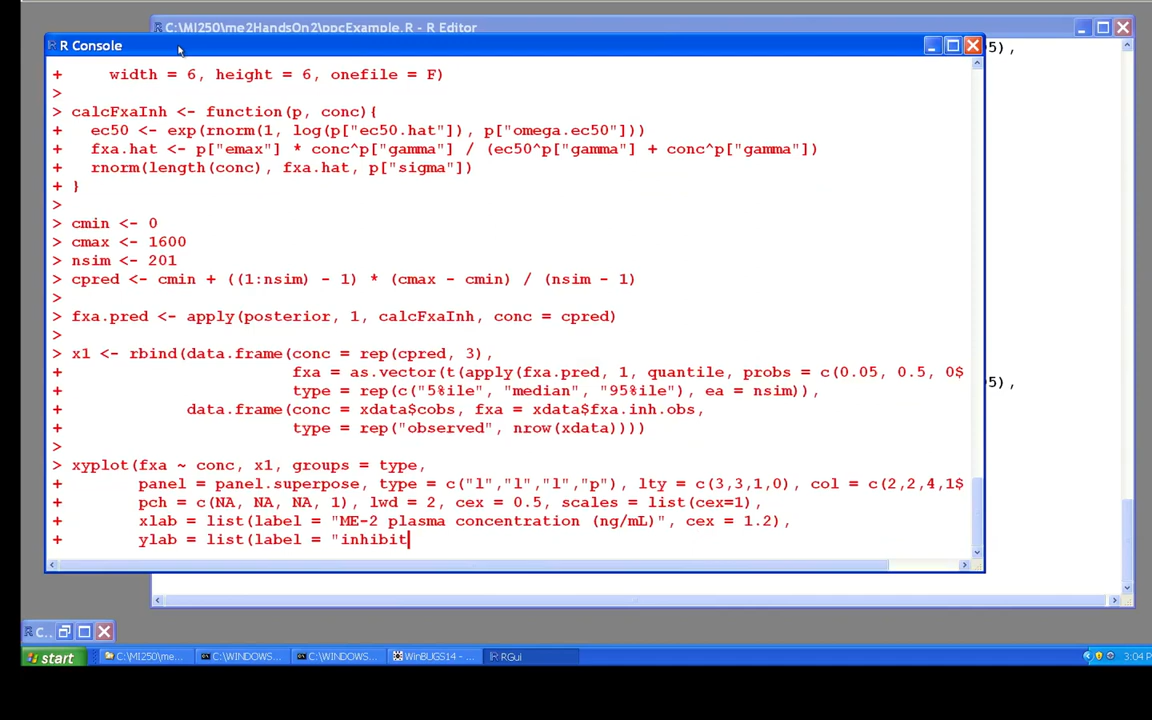 C:\MI250\me2HandsOn2\ppcExample.R - R Editor
R Console
+      width = 6, height = 6, onefile = F)
>
> calcFxaInh <- function(p, conc){
+   ec50 <- exp(rnorm(1, log(p["ec50.hat"]), p["omega.ec50"]))
+   fxa.hat <- p["emax"] * conc^p["gamma"] / (ec50^p["gamma"] + conc^p["gamma"])
+   rnorm(length(conc), fxa.hat, p["sigma"])
+ }
>
> cmin <- 0
> cmax <- 1600
> nsim <- 201
> cpred <- cmin + ((1:nsim) - 1) * (cmax - cmin) / (nsim - 1)
>
> fxa.pred <- apply(posterior, 1, calcFxaInh, conc = cpred)
>
> x1 <- rbind(data.frame(conc = rep(cpred, 3),
+                        fxa = as.vector(t(apply(fxa.pred, 1, quantile, probs = c(0.05, 0.5, 0$
+                        type = rep(c("5%ile", "median", "95%ile"), ea = nsim)),
+             data.frame(conc = xdata$cobs, fxa = xdata$fxa.inh.obs,
+                        type = rep("observed", nrow(xdata))))
>
> xyplot(fxa ~ conc, x1, groups = type,
+        panel = panel.superpose, type = c("l","l","l","p"), lty = c(3,3,1,0), col = c(2,2,4,1$
+        pch = c(NA, NA, NA, 1), lwd = 2, cex = 0.5, scales = list(cex=1),
+        xlab = list(label = "ME-2 plasma concentration (ng/mL)", cex = 1.2),
+        ylab = list(label = "inhibit
5),
5),
C..
start
C:\MI250\me...
C:\WINDOWS...
C:\WINDOWS...
WinBUGS14 - ...
RGui
3:04 P